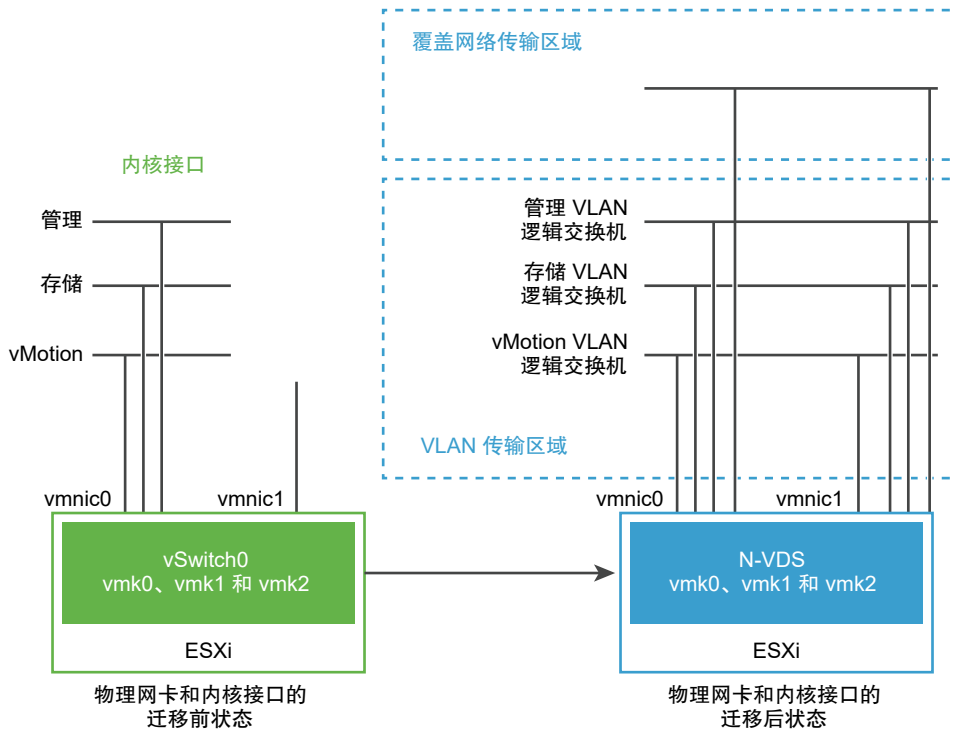 覆盖网络传输区域
内核接口
管理
存储
vMotion
管理 VLAN
逻辑交换机
存储 VLAN
逻辑交换机
vMotion VLAN
逻辑交换机
VLAN 传输区域
vmnic0
vmnic1
vmnic0
vmnic1
vSwitch0
vmk0、vmk1 和 vmk2
ESXi
N-VDS
vmk0、vmk1 和 vmk2
ESXi
物理网卡和内核接口的
迁移前状态
物理网卡和内核接口的
迁移后状态